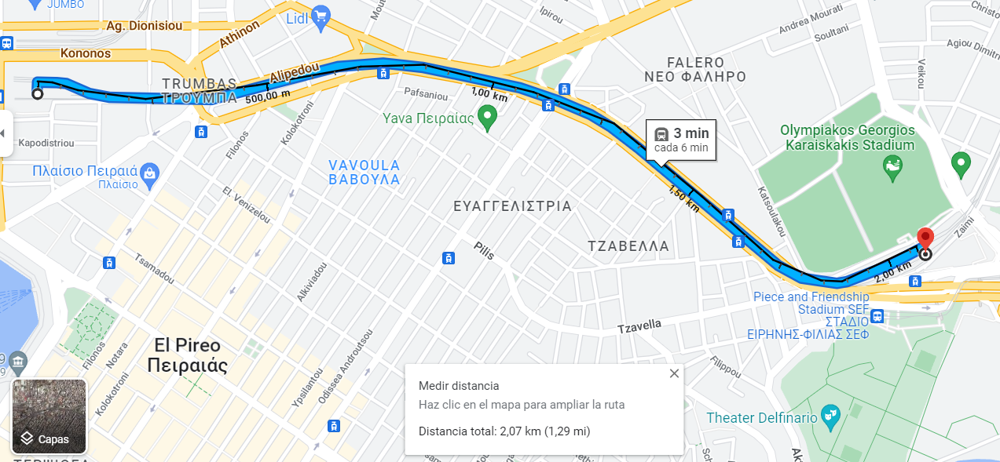 JUMBO
Ag. Dionisiou
Lidl
Ipirou
Andrea Mourati
Soultani
Agiou Dimitri
Athinon
Kononos
FALERO
ΝΕΟ ΦΑΛΗΡΟ
Veikou
Alipedou
TRUMBAS
ΤΡΟΥΜΠΑ
500,00 m
1,00 km
Pafsaniou
Yava Πειραίας
Kolokotroni
Filonos
3 min
cada 6 min
Olympiakos Georgios
Karaiskakis Stadium
Kapodistriou
Πλαίσιο Πειραιά
Πλαίσιο
VAVOULA
ΒΑΒΟΥΛΑ
El. Venizelou
1,50 km
Katsoulakou
ΕΥΑΓΓΕΛΙΣΤΡΙΑ
Zaimi
ΤΖΑΒΕΛΛΑ
Pilis
Tsamadou
Alkiviadou
2,00 km
Piece and Friendship
Stadium SEF
ΣΤΑΔΙΟ
ΕΙΡΗΝΗΣ-ΦΙΛΙΑΣ ΣΕΦ
Tzavella
El Pireo
Πειραιάς
Filonos
Notara
Kolokotroni
Ypsilantou
Odissea Androutsou
Filippou
Medir distancia
Haz clic en el mapa para ampliar la ruta
Distancia total: 2,07 km (1,29 mi)
Theater Delfinario
Capas